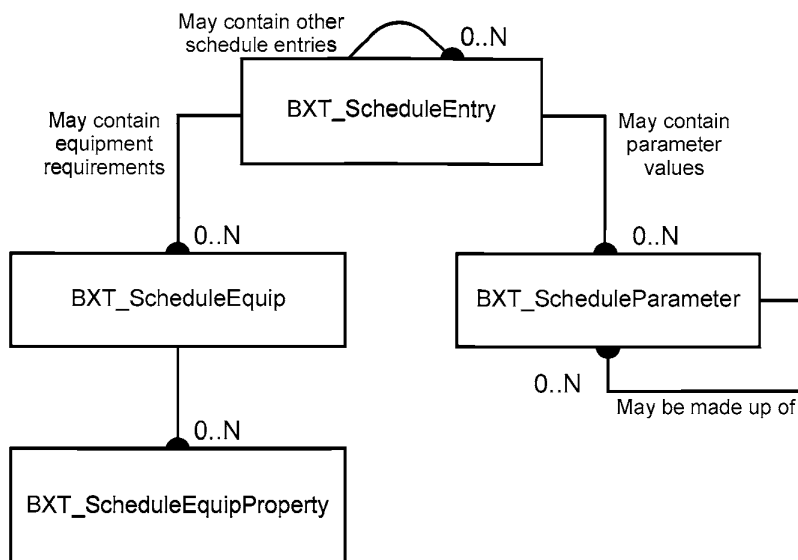 May contain other
schedule entries
0..N
BXT_ScheduleEntry
May contain
equipment
requirements
May contain
parameter
values
0..N
0..N
BXT_ScheduleEquip
BXT_ScheduleParameter
0..N
May be made up of
0..N
BXT_ScheduleEquipProperty